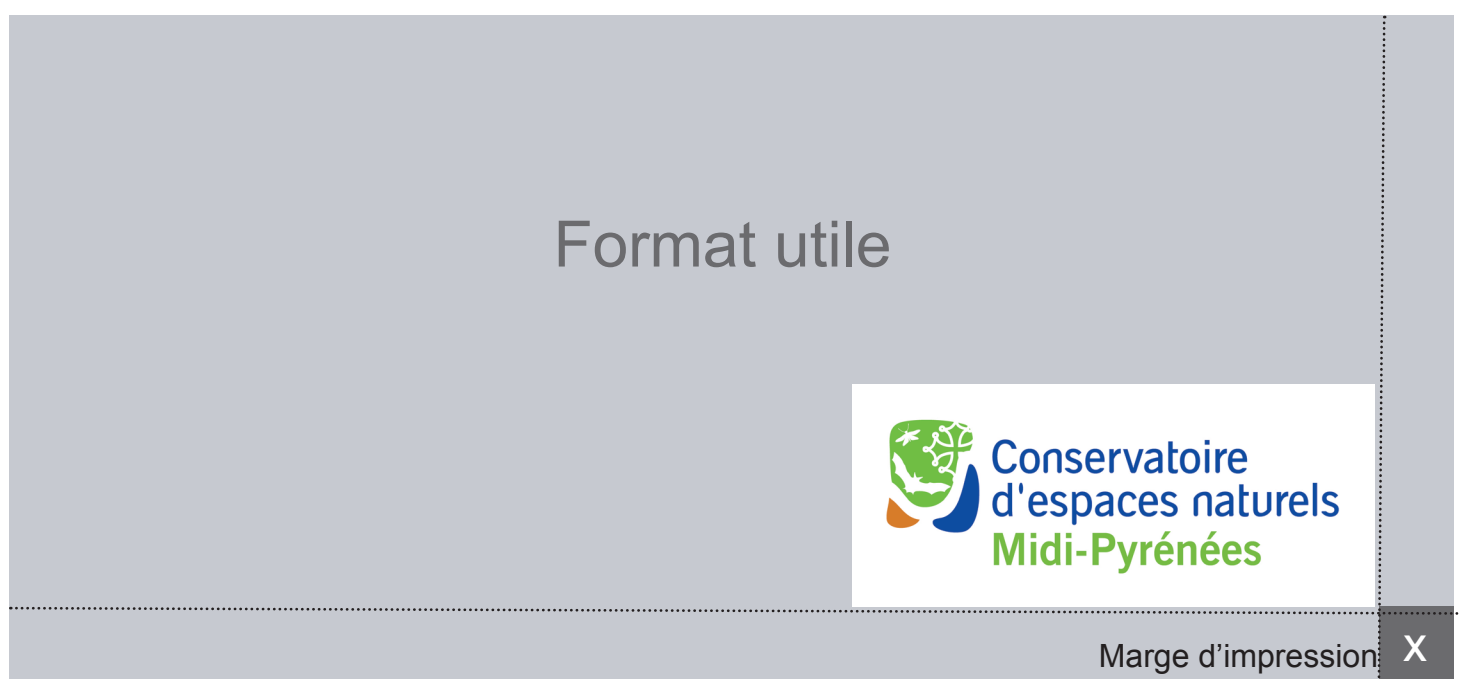 Format utile
Conservatoire
d'espaces naturels
Midi-Pyrénées
Marge d’impression
X